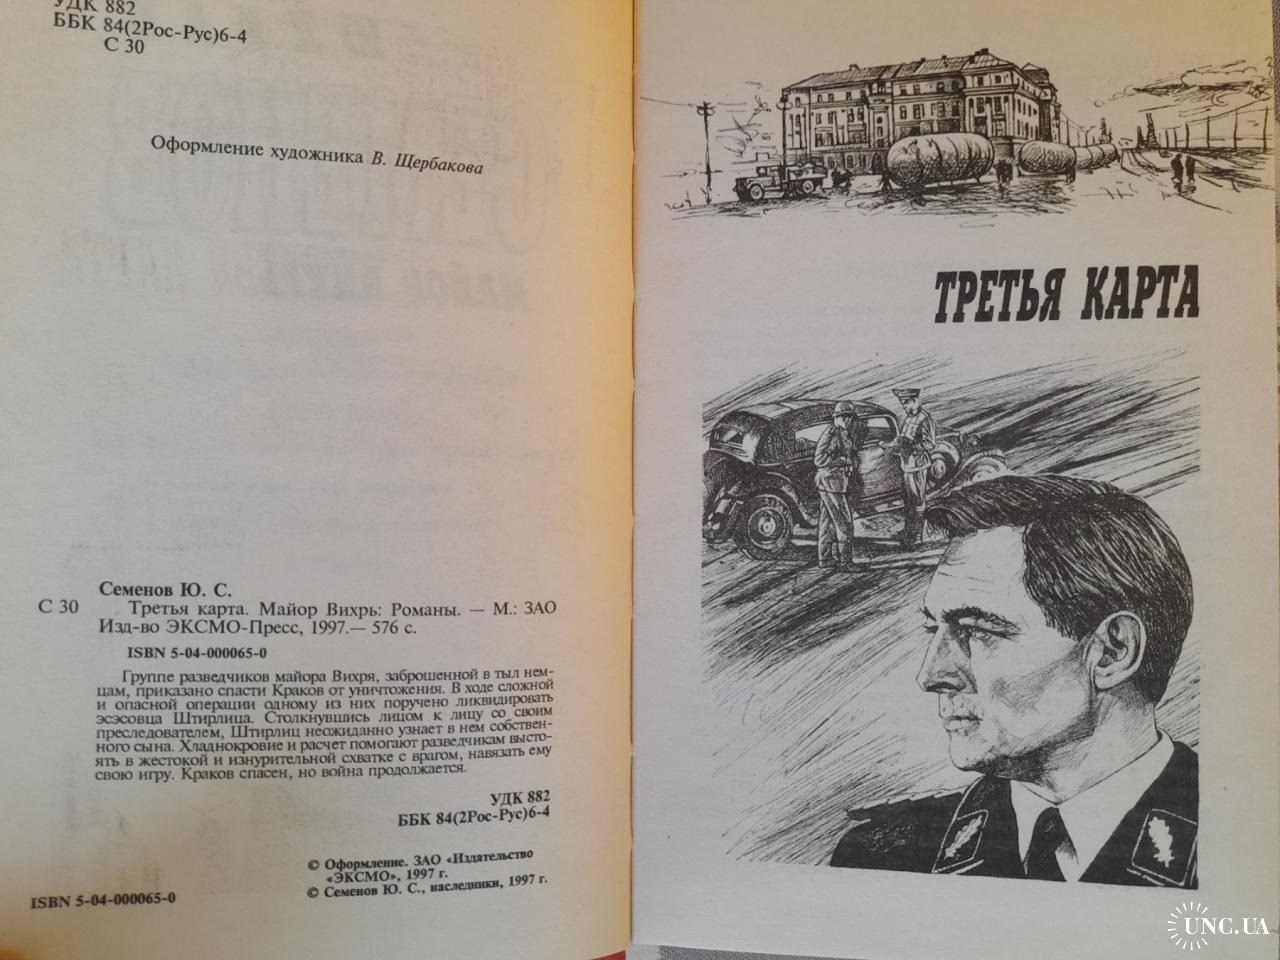 УДК 882
ББК 84(2Рос-Рус)6-4
С 30
Оформление художника В. Щербакова
Семенов Ю. С.
С 30 Третья карта. Майор Вихрь: Романы. — М.: ЗАО
Изд-во ЭКСМО-Пресс, 1997.— 576 с.
ISBN 5-04-000065-0
Группе разведчиков майора Вихря, заброшенной в тыл нем-
цам, приказано спасти Краков от уничтожения. В ходе сложной
и опасной операции одному из них поручено ликвидировать
эсэсовца Штирлица. Столкнувшись лицом к лицу со своим
преследователем, Штирлиц неожиданно узнает в нем собствен-
ного сына. Хладнокровие и расчет помогают разведчикам высто-
ять в жестокой и изнурительной схватке с врагом, навязать ему
свою игру. Краков спасен, но война продолжается.
УДК 882
ББК 84(2Рос-Рус)6-4
© Оформление. ЗАО «Издательство
«ЭКСМО», 1997 г.
© Семенов Ю. С., наследники, 1997 г.
ISBN 5-04-000065-0
ТРЕТЬЯ КАРТА
UNC.UA